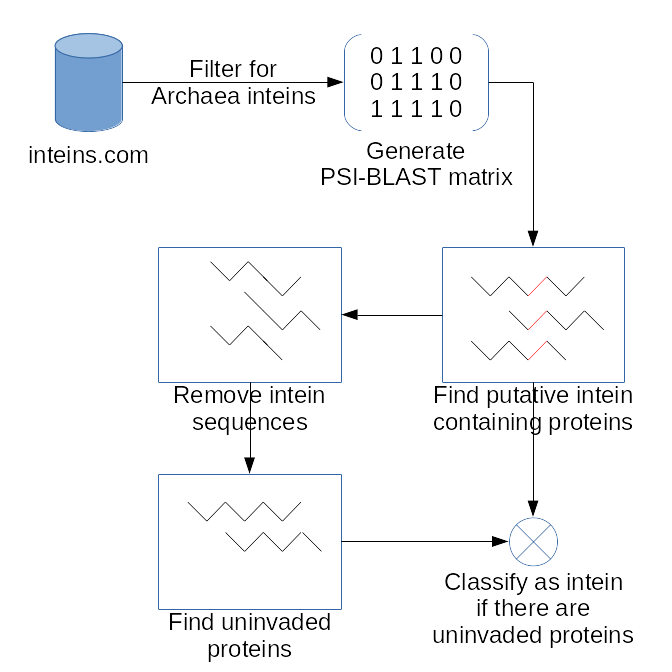 Filter for
Archaea inteins
inteins.com
0 1 1 0 0
0 1 1 1 0
1 1 1 1 0
Generate
PSI-BLAST matrix
Remove intein
sequences
Find putative intein
containing proteins
Find uninvaded
proteins
Classify as intein
if there are
uninvaded proteins